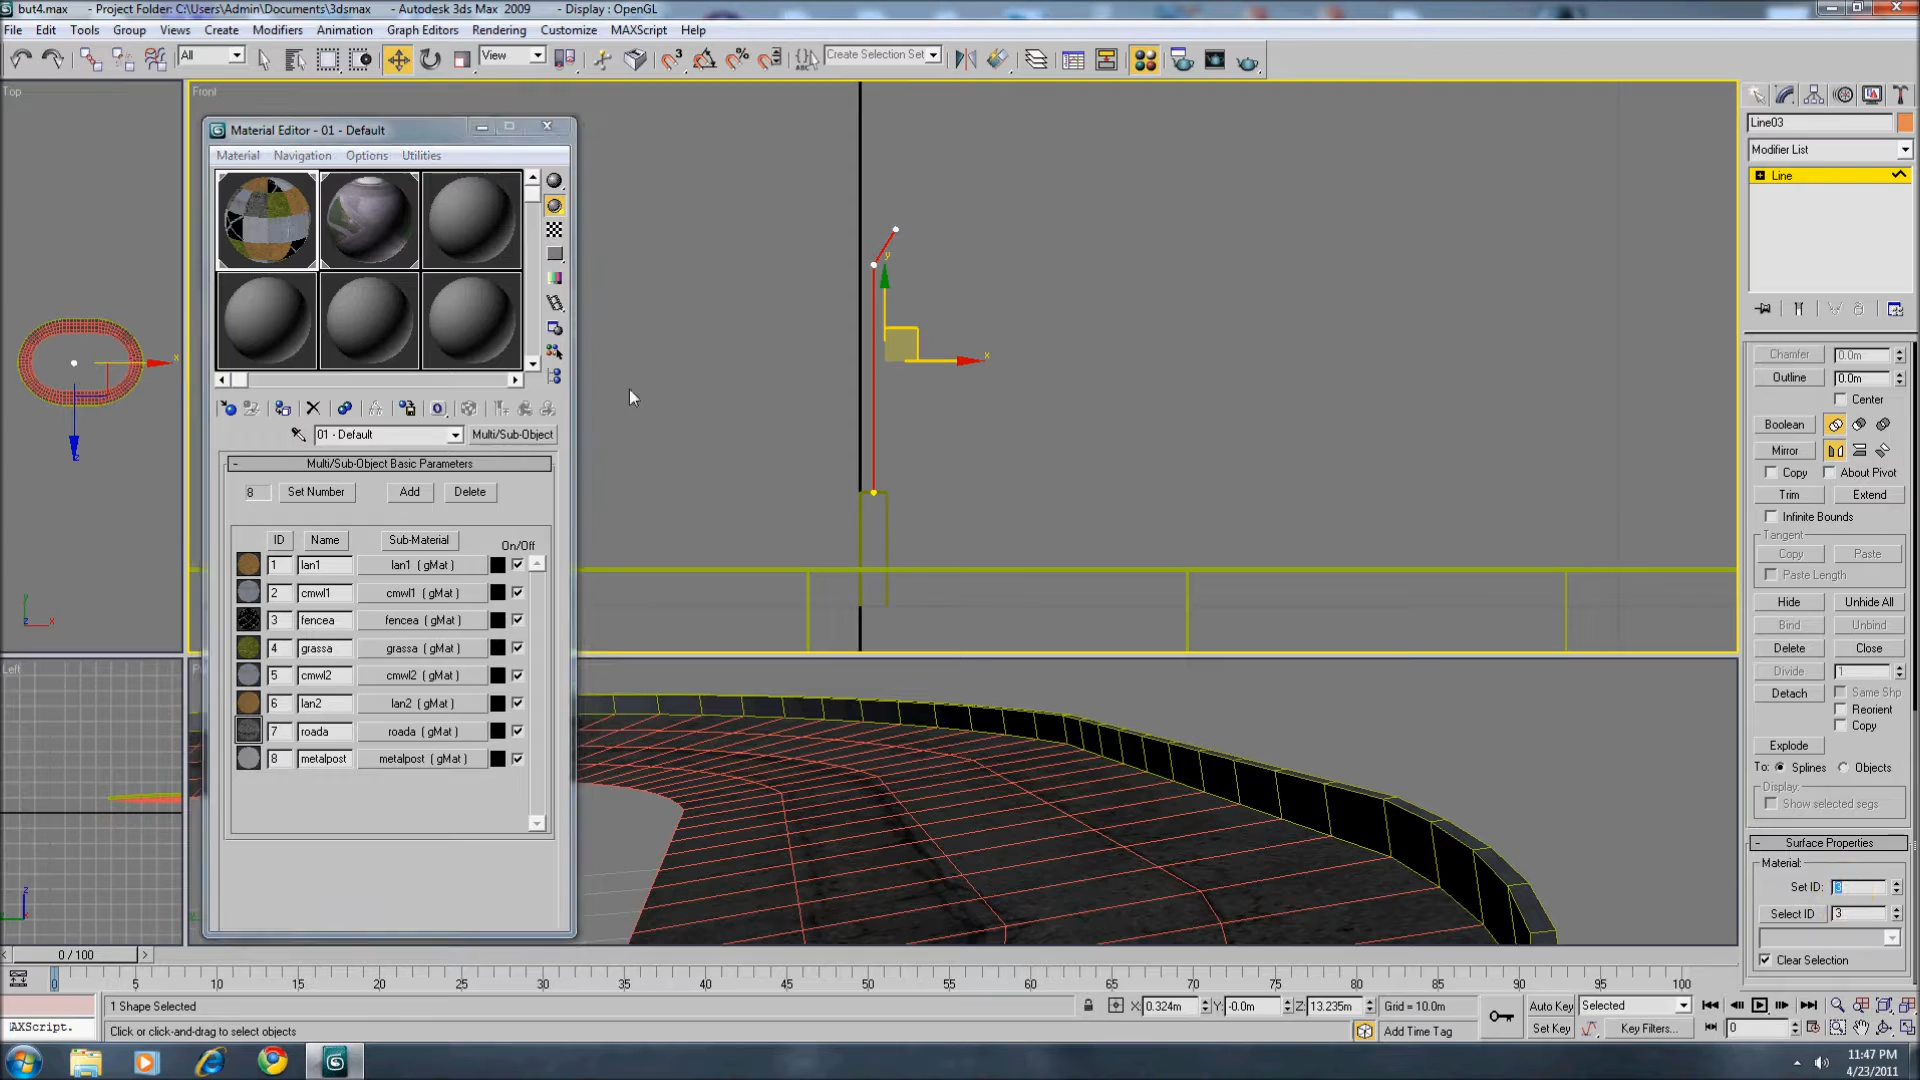 but4.max - Project Folder: C:\Users\Admin\Documents\3dsmax - Autodesk 3ds Max 2009 - Display : OpenGL
File Edit Tools Group Views Create Modifiers Animation Graph Editors Rendering Customize MAXScript Help
All View Create Selection Set
Top
Front
Left
Material Editor - 01 - Default
Material Navigation Options Utilities
01 - Default Multi/Sub-Object
- Multi/Sub-Object Basic Parameters
8 Set Number Add Delete
ID Name Sub-Material On/Off
1 lan1 lan1 ( gMat )
2 cmwl1 cmwl1 ( gMat )
3 fencea fencea ( gMat )
4 grassa grassa ( gMat )
5 cmwl2 cmwl2 ( gMat )
6 lan2 lan2 ( gMat )
7 roada roada ( gMat )
8 metalpost metalpost ( gMat )
y
x
Line03
Modifier List
Line
Chamfer 0.0m
Outline 0.0m
Center
Boolean
Mirror
Copy About Pivot
Trim Extend
Infinite Bounds
Tangent
Copy Paste
Paste Length
Hide Unhide All
Bind Unbind
Delete Close
Divide 1
Detach Same Shp
Reorient
Copy
Explode
To: Splines Objects
Display:
Show selected segs
- Surface Properties
Material:
Set ID: 3
Select ID 3
Clear Selection
0 / 100
0 5 10 15 20 25 30 35 40 45 50 55 60 65 70 75 80 85 90 95 100
1 Shape Selected X: 0.324m Y: -0.0m Z: 13.235m Grid = 10.0m Auto Key Selected
AXScript. Click or click-and-drag to select objects Add Time Tag Set Key Key Filters... 0
11:47 PM
4/23/2011